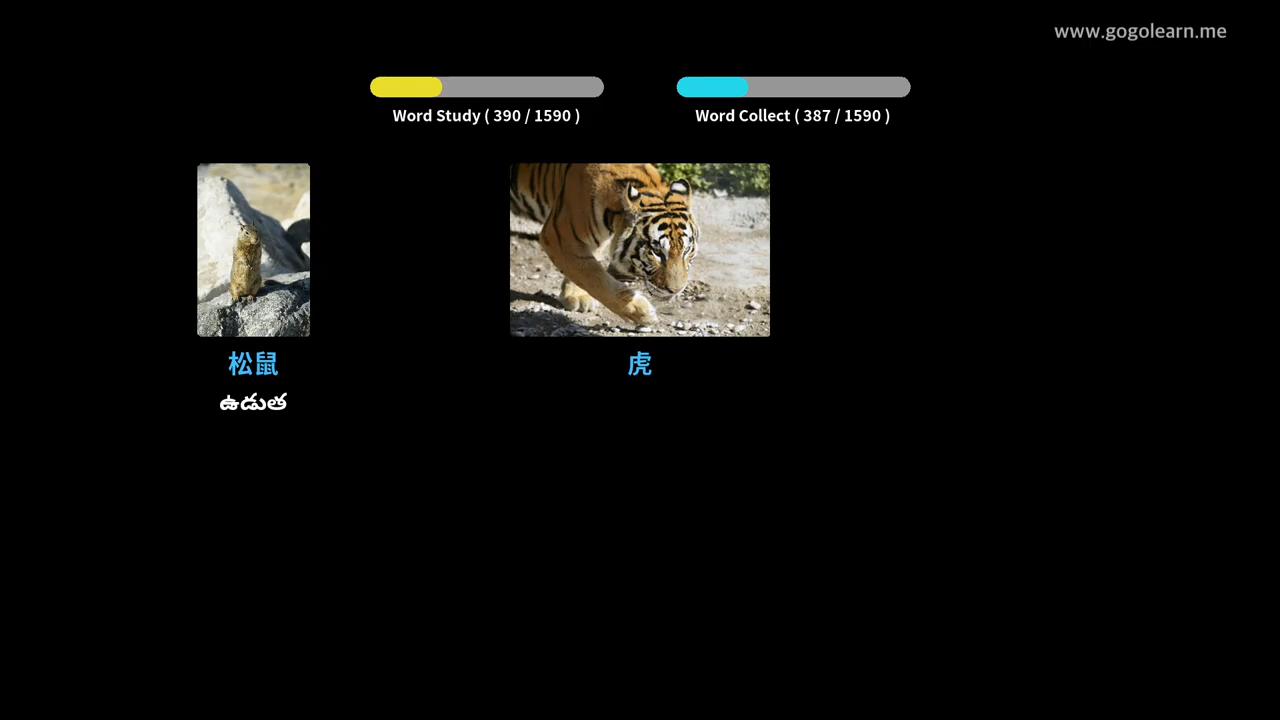 www.gogolearn.me
Word Study ( 390 / 1590 )
Word Collect ( 387 / 1590 )
松鼠
虎
ఉడుత